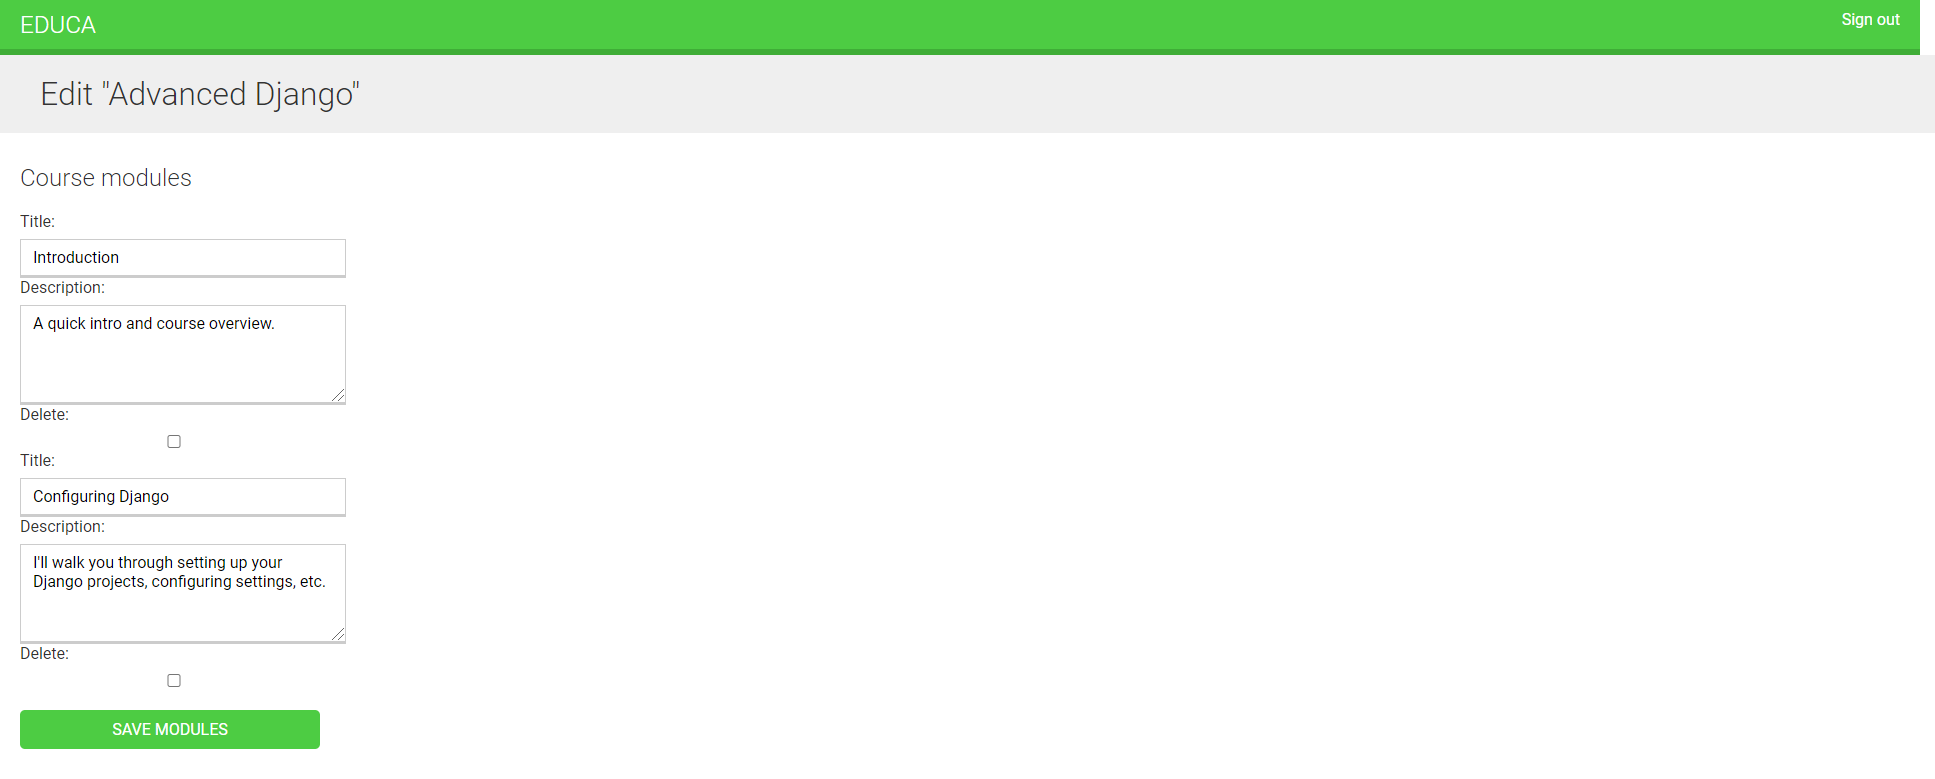 EDUCA
Sign out
Edit "Advanced Django"
Course modules
Title:
Introduction
Description:
A quick intro and course overview.
Delete:
Title:
Configuring Django
Description:
I'll walk you through setting up your
Django projects, configuring settings, etc.
Delete:
SAVE MODULES